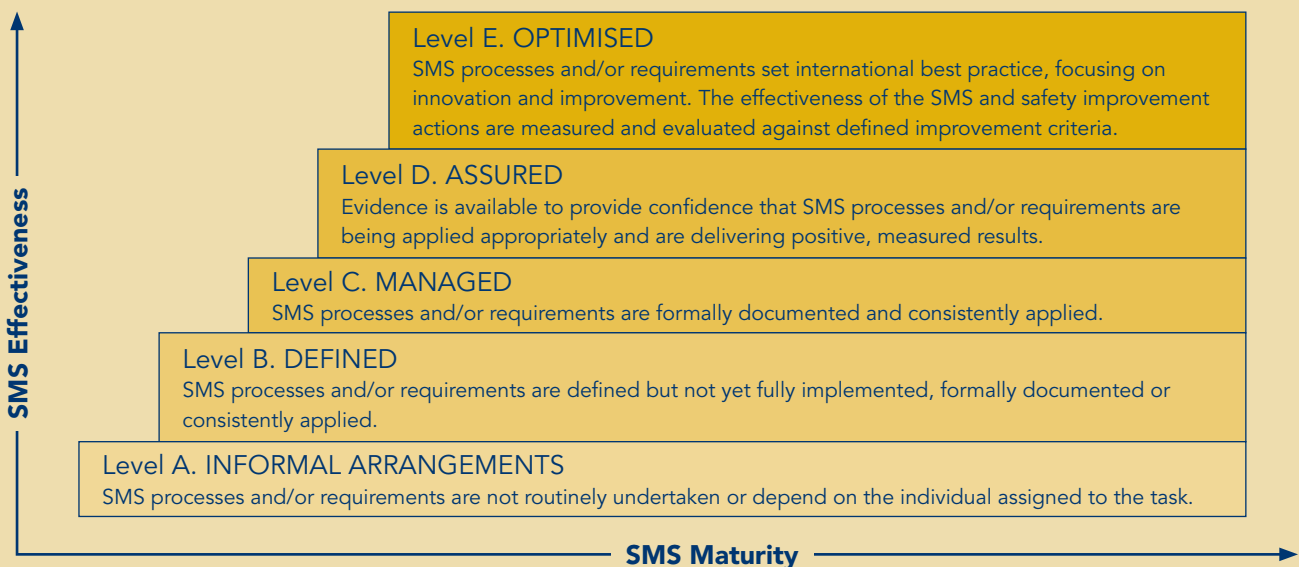 Level E. OPTIMISED
SMS processes and/or requirements set international best practice, focusing on
innovation and improvement. The effectiveness of the SMS and safety improvement
actions are measured and evaluated against defined improvement criteria.
Level D. ASSURED
Evidence is available to provide confidence that SMS processes and/or requirements are
being applied appropriately and are delivering positive, measured results.
Level C. MANAGED
SMS processes and/or requirements are formally documented and consistently applied.
Level B. DEFINED
SMS processes and/or requirements are defined but not yet fully implemented, formally documented or
consistently applied.
Level A. INFORMAL ARRANGEMENTS
SMS processes and/or requirements are not routinely undertaken or depend on the individual assigned to the task.
SMS Effectiveness
SMS Maturity